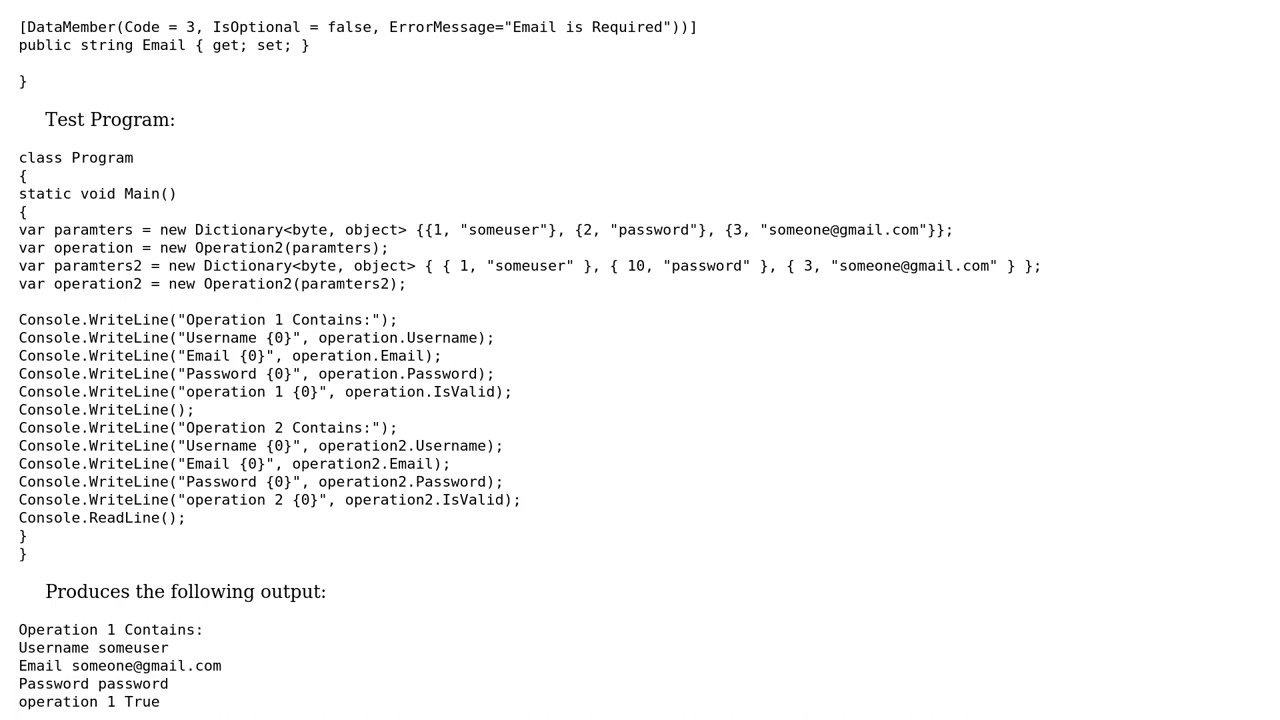 [DataMember(Code = 3, IsOptional = false, ErrorMessage="Email is Required"))]
public string Email { get; set; }
}
Test Program:
class Program
{
static void Main()
{
var paramters = new Dictionary<byte, object> {{1, "someuser"}, {2, "password"}, {3, "someone@gmail.com"}};
var operation = new Operation2(paramters);
var paramters2 = new Dictionary<byte, object> { { 1, "someuser" }, { 10, "password" }, { 3, "someone@gmail.com" } };
var operation2 = new Operation2(paramters2);
Console.WriteLine("Operation 1 Contains:");
Console.WriteLine("Username {0}", operation.Username);
Console.WriteLine("Email {0}", operation.Email);
Console.WriteLine("Password {0}", operation.Password);
Console.WriteLine("operation 1 {0}", operation.IsValid);
Console.WriteLine();
Console.WriteLine("Operation 2 Contains:");
Console.WriteLine("Username {0}", operation2.Username);
Console.WriteLine("Email {0}", operation2.Email);
Console.WriteLine("Password {0}", operation2.Password);
Console.WriteLine("operation 2 {0}", operation2.IsValid);
Console.ReadLine();
}
}
Produces the following output:
Operation 1 Contains:
Username someuser
Email someone@gmail.com
Password password
operation 1 True